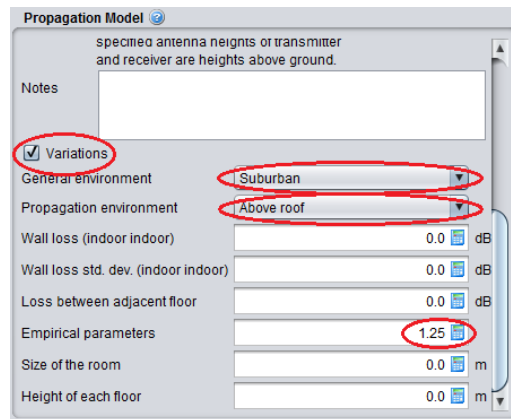 Propagation Model
specified antenna heights of transmitter
and receiver are heights above ground.
Notes
Variations
General environment Suburban
Propagation environment Above roof
Wall loss (indoor indoor) 0.0 dB
Wall loss std. dev. (indoor indoor) 0.0 dB
Loss between adjacent floor 0.0 dB
Empirical parameters 1.25
Size of the room 0.0 m
Height of each floor 0.0 m